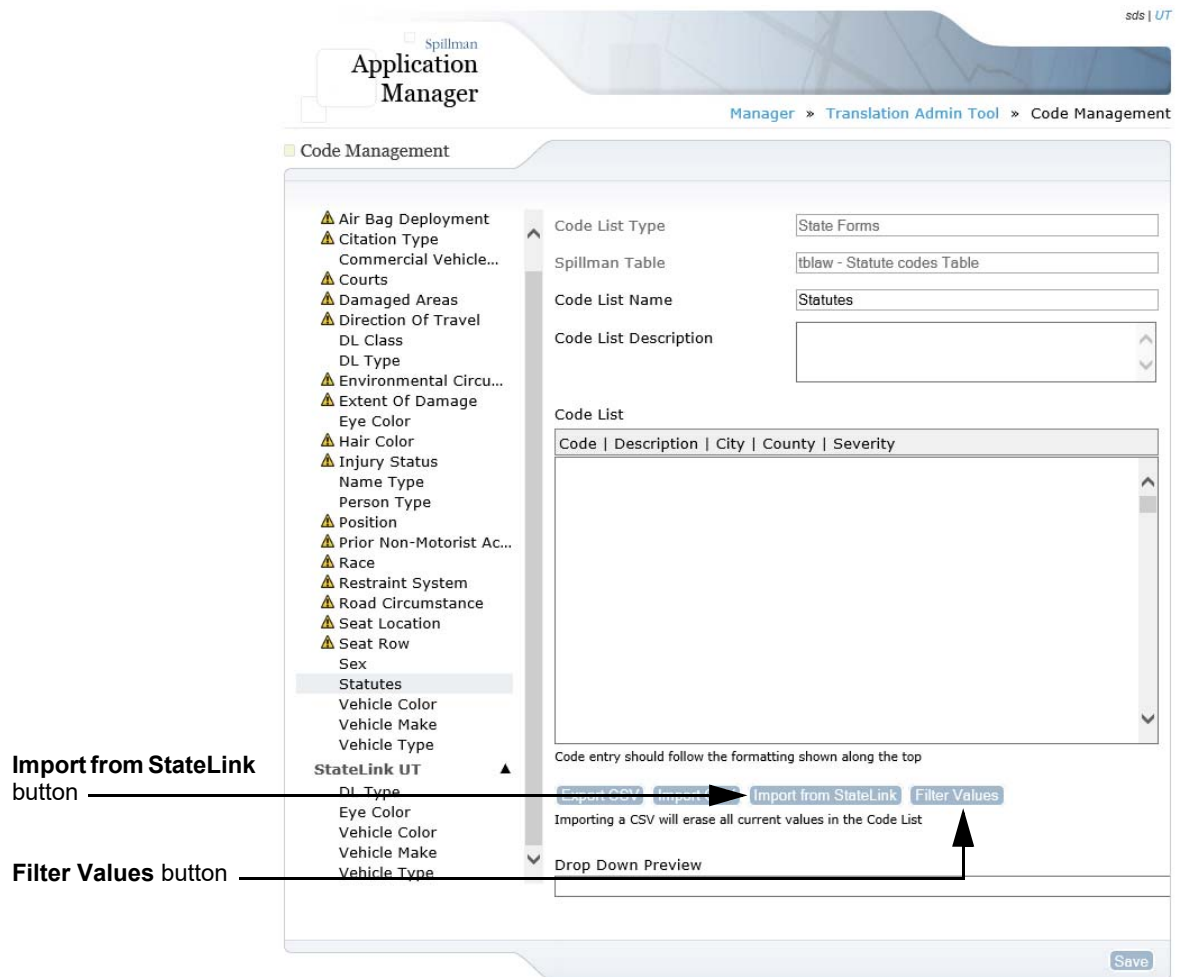 sds | UT
Spillman
Application
Manager
Manager » Translation Admin Tool » Code Management
Code Management
Air Bag Deployment
Citation Type
Commercial Vehicle...
Courts
Damaged Areas
Direction Of Travel
DL Class
DL Type
Environmental Circu...
Extent Of Damage
Eye Color
Hair Color
Injury Status
Name Type
Person Type
Position
Prior Non-Motorist Ac...
Race
Restraint System
Road Circumstance
Seat Location
Seat Row
Sex
Statutes
Vehicle Color
Vehicle Make
Vehicle Type
StateLink UT
DL Type
Eye Color
Vehicle Color
Vehicle Make
Vehicle Type
Code List Type
State Forms
Spillman Table
tblaw - Statute codes Table
Code List Name
Statutes
Code List Description
Code List
Code | Description | City | County | Severity
Code entry should follow the formatting shown along the top
Export CSV
Import
Import from StateLink
Filter Values
Importing a CSV will erase all current values in the Code List
Drop Down Preview
Save
Import from StateLink
button
Filter Values button